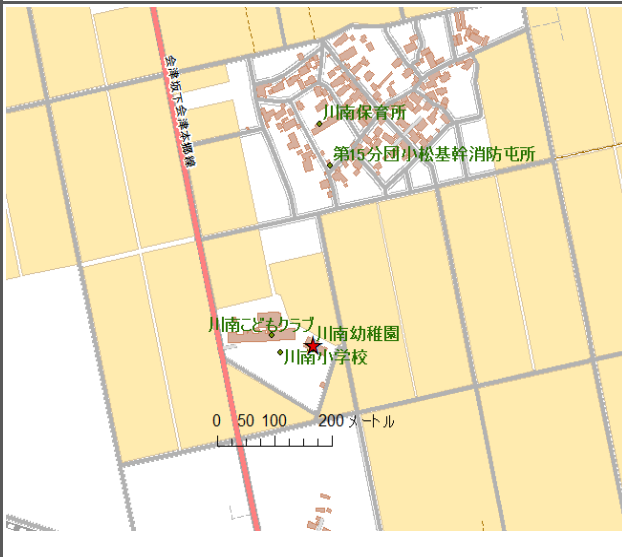 会津坂下会津本郷線
川南保育所
第15分団小松基幹消防屯所
川南こどもクラブ
川南幼稚園
川南小学校
0 50 100 200 メートル